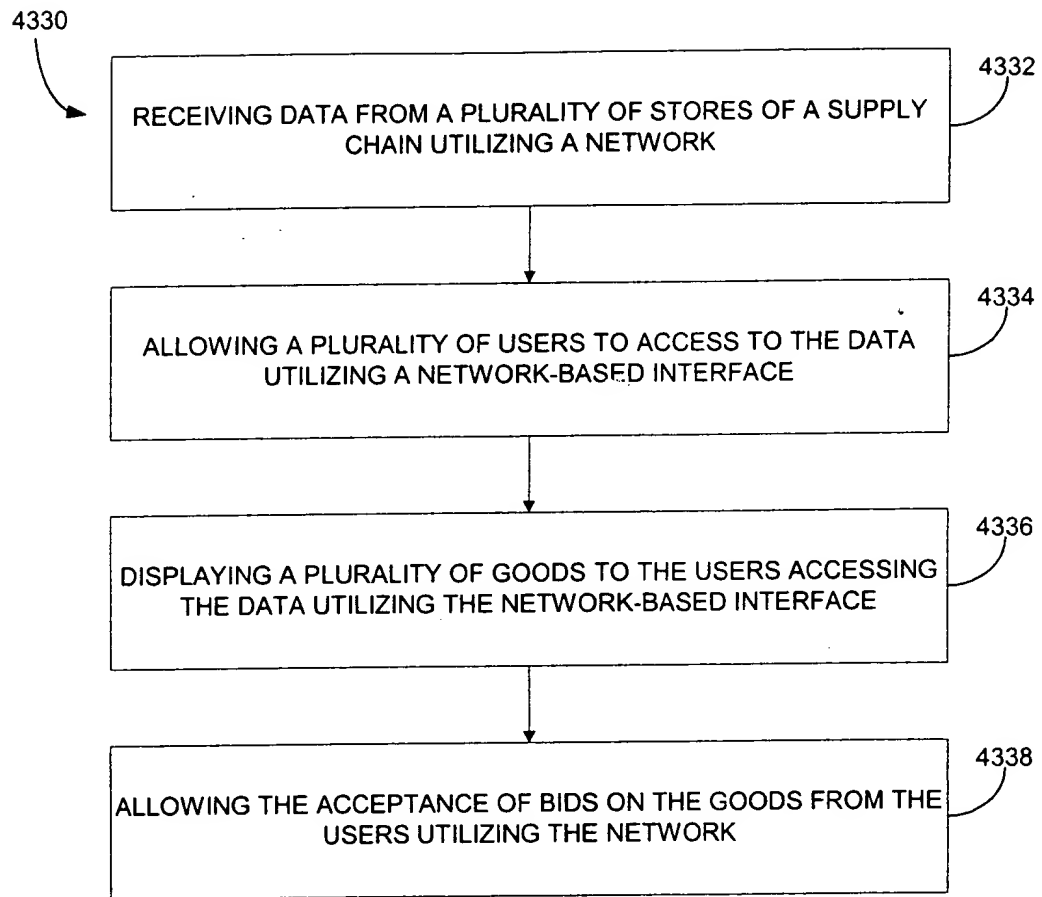 4330
4332
RECEIVING DATA FROM A PLURALITY OF STORES OF A SUPPLY
CHAIN UTILIZING A NETWORK
4334
ALLOWING A PLURALITY OF USERS TO ACCESS TO THE DATA
UTILIZING A NETWORK-BASED INTERFACE
4336
DISPLAYING A PLURALITY OF GOODS TO THE USERS ACCESSING
THE DATA UTILIZING THE NETWORK-BASED INTERFACE
4338
ALLOWING THE ACCEPTANCE OF BIDS ON THE GOODS FROM THE
USERS UTILIZING THE NETWORK